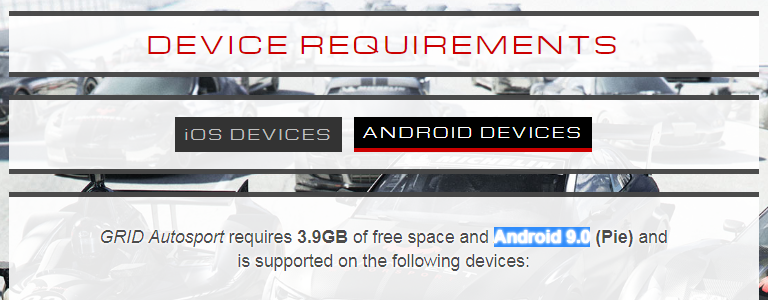 DEVICE REQUIREMENTS
iOS DEVICES ANDROID DEVICES
GRID Autosport requires 3.9GB of free space and Android 9.0 (Pie) and
is supported on the following devices: